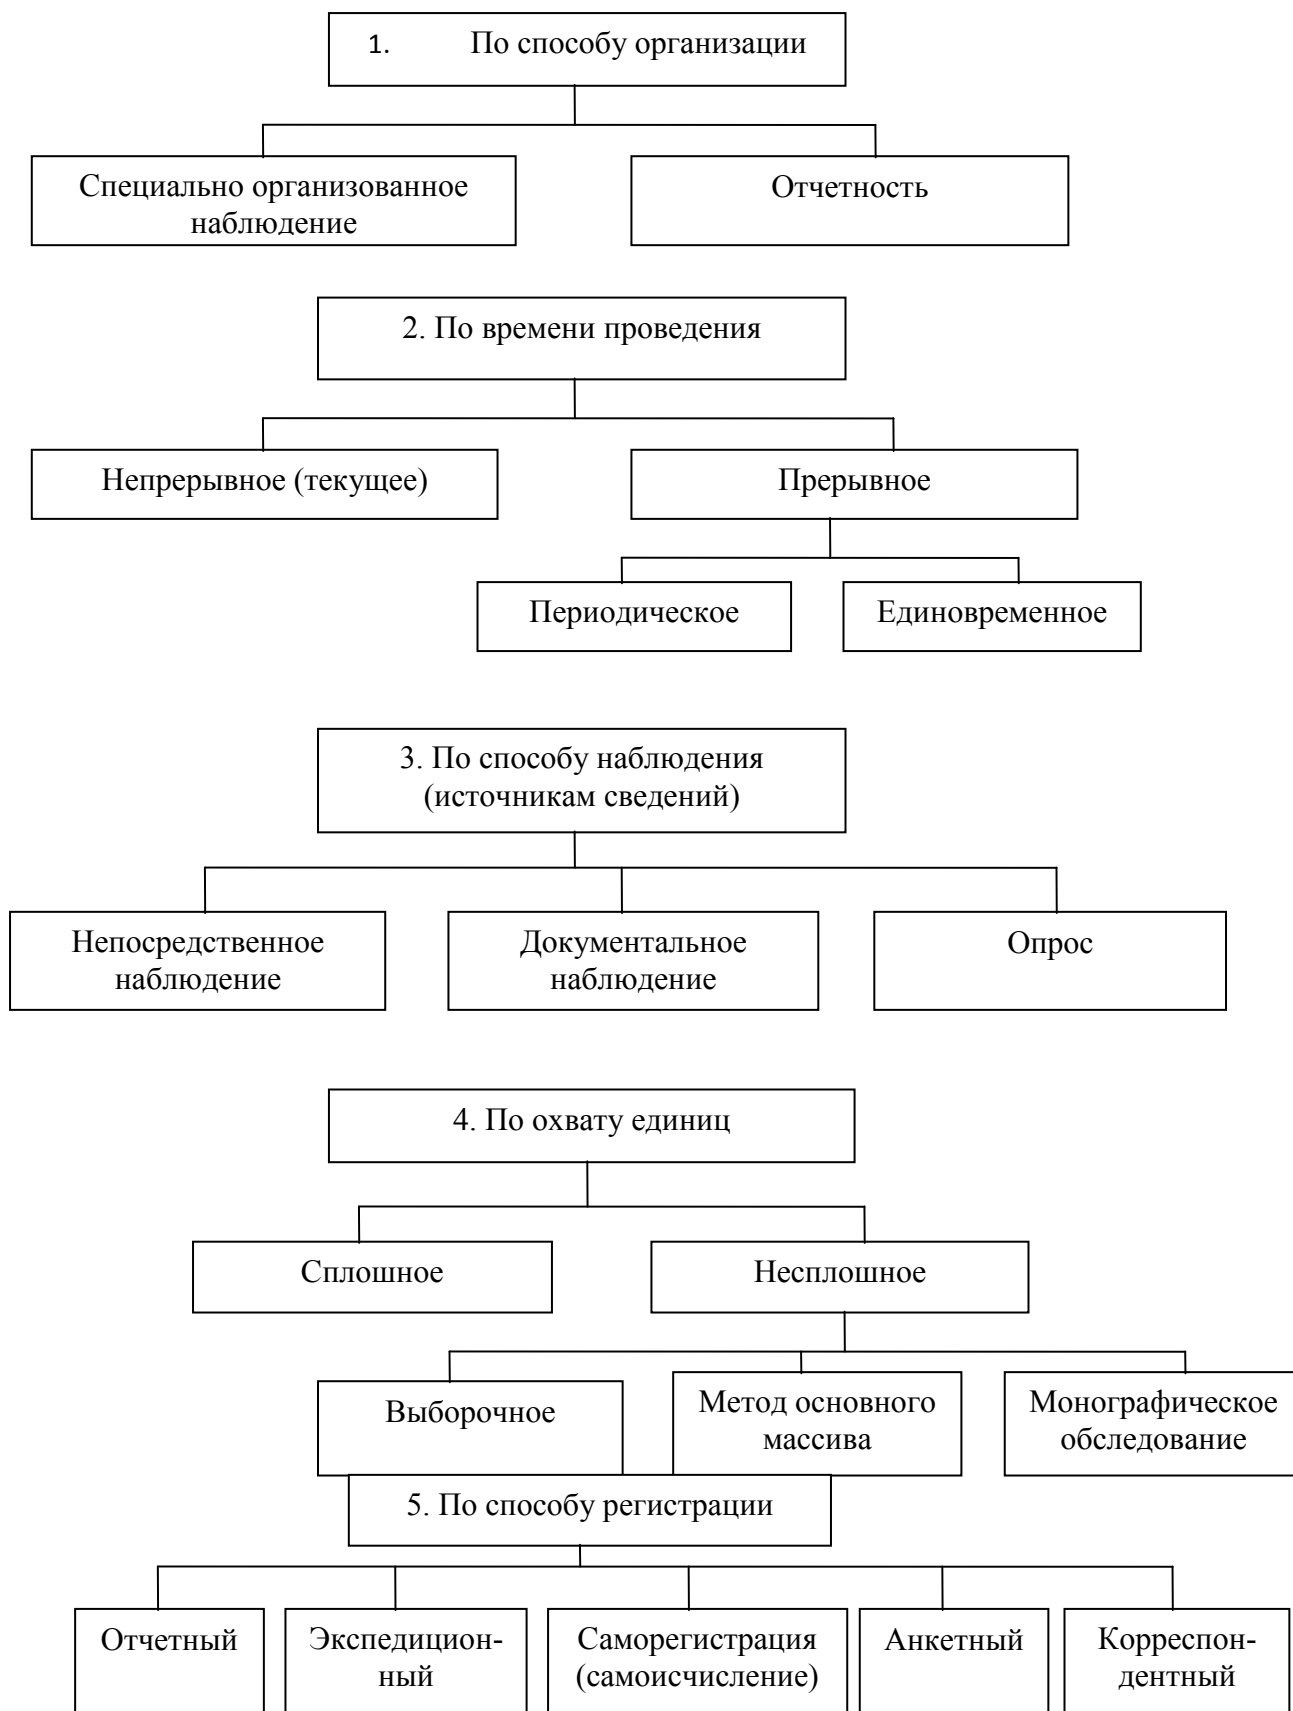 1. По способу организации
Специально организованное
наблюдение
Отчетность
2. По времени проведения
Непрерывное (текущее)
Прерывное
Периодическое
Единовременное
3. По способу наблюдения
(источникам сведений)
Непосредственное
наблюдение
Документальное
наблюдение
Опрос
4. По охвату единиц
Сплошное
Несплошное
Выборочное
Метод основного
массива
Монографическое
обследование
5. По способу регистрации
Отчетный
Экспедицион-
ный
Саморегистрация
(самоисчисление)
Анкетный
Корреспон-
дентный